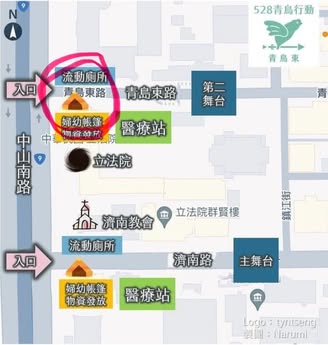 N
528青鳥行動
青島東
入口
流動廁所
青島東路
青島東路
第二
舞台
婦幼帳篷
物資發放
醫療站
立法院
中山南路
濟南教會
立法院群賢樓
鎮江街
流動廁所
入口
濟南路
主舞台
婦幼帳篷
物資發放
醫療站
Logo：tyntseng
製圖：Narumi